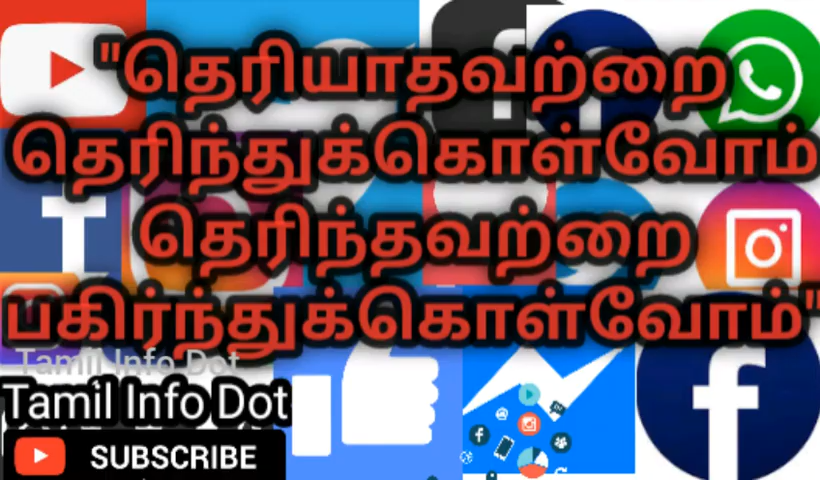 "தெரியாதவற்றை
தெரிந்துக்கொள்வோம்
தெரிந்தவற்றை
பகிர்ந்துக்கொள்வோம்"
Tamil Info Dot
Tamil Info Dot
SUBSCRIBE